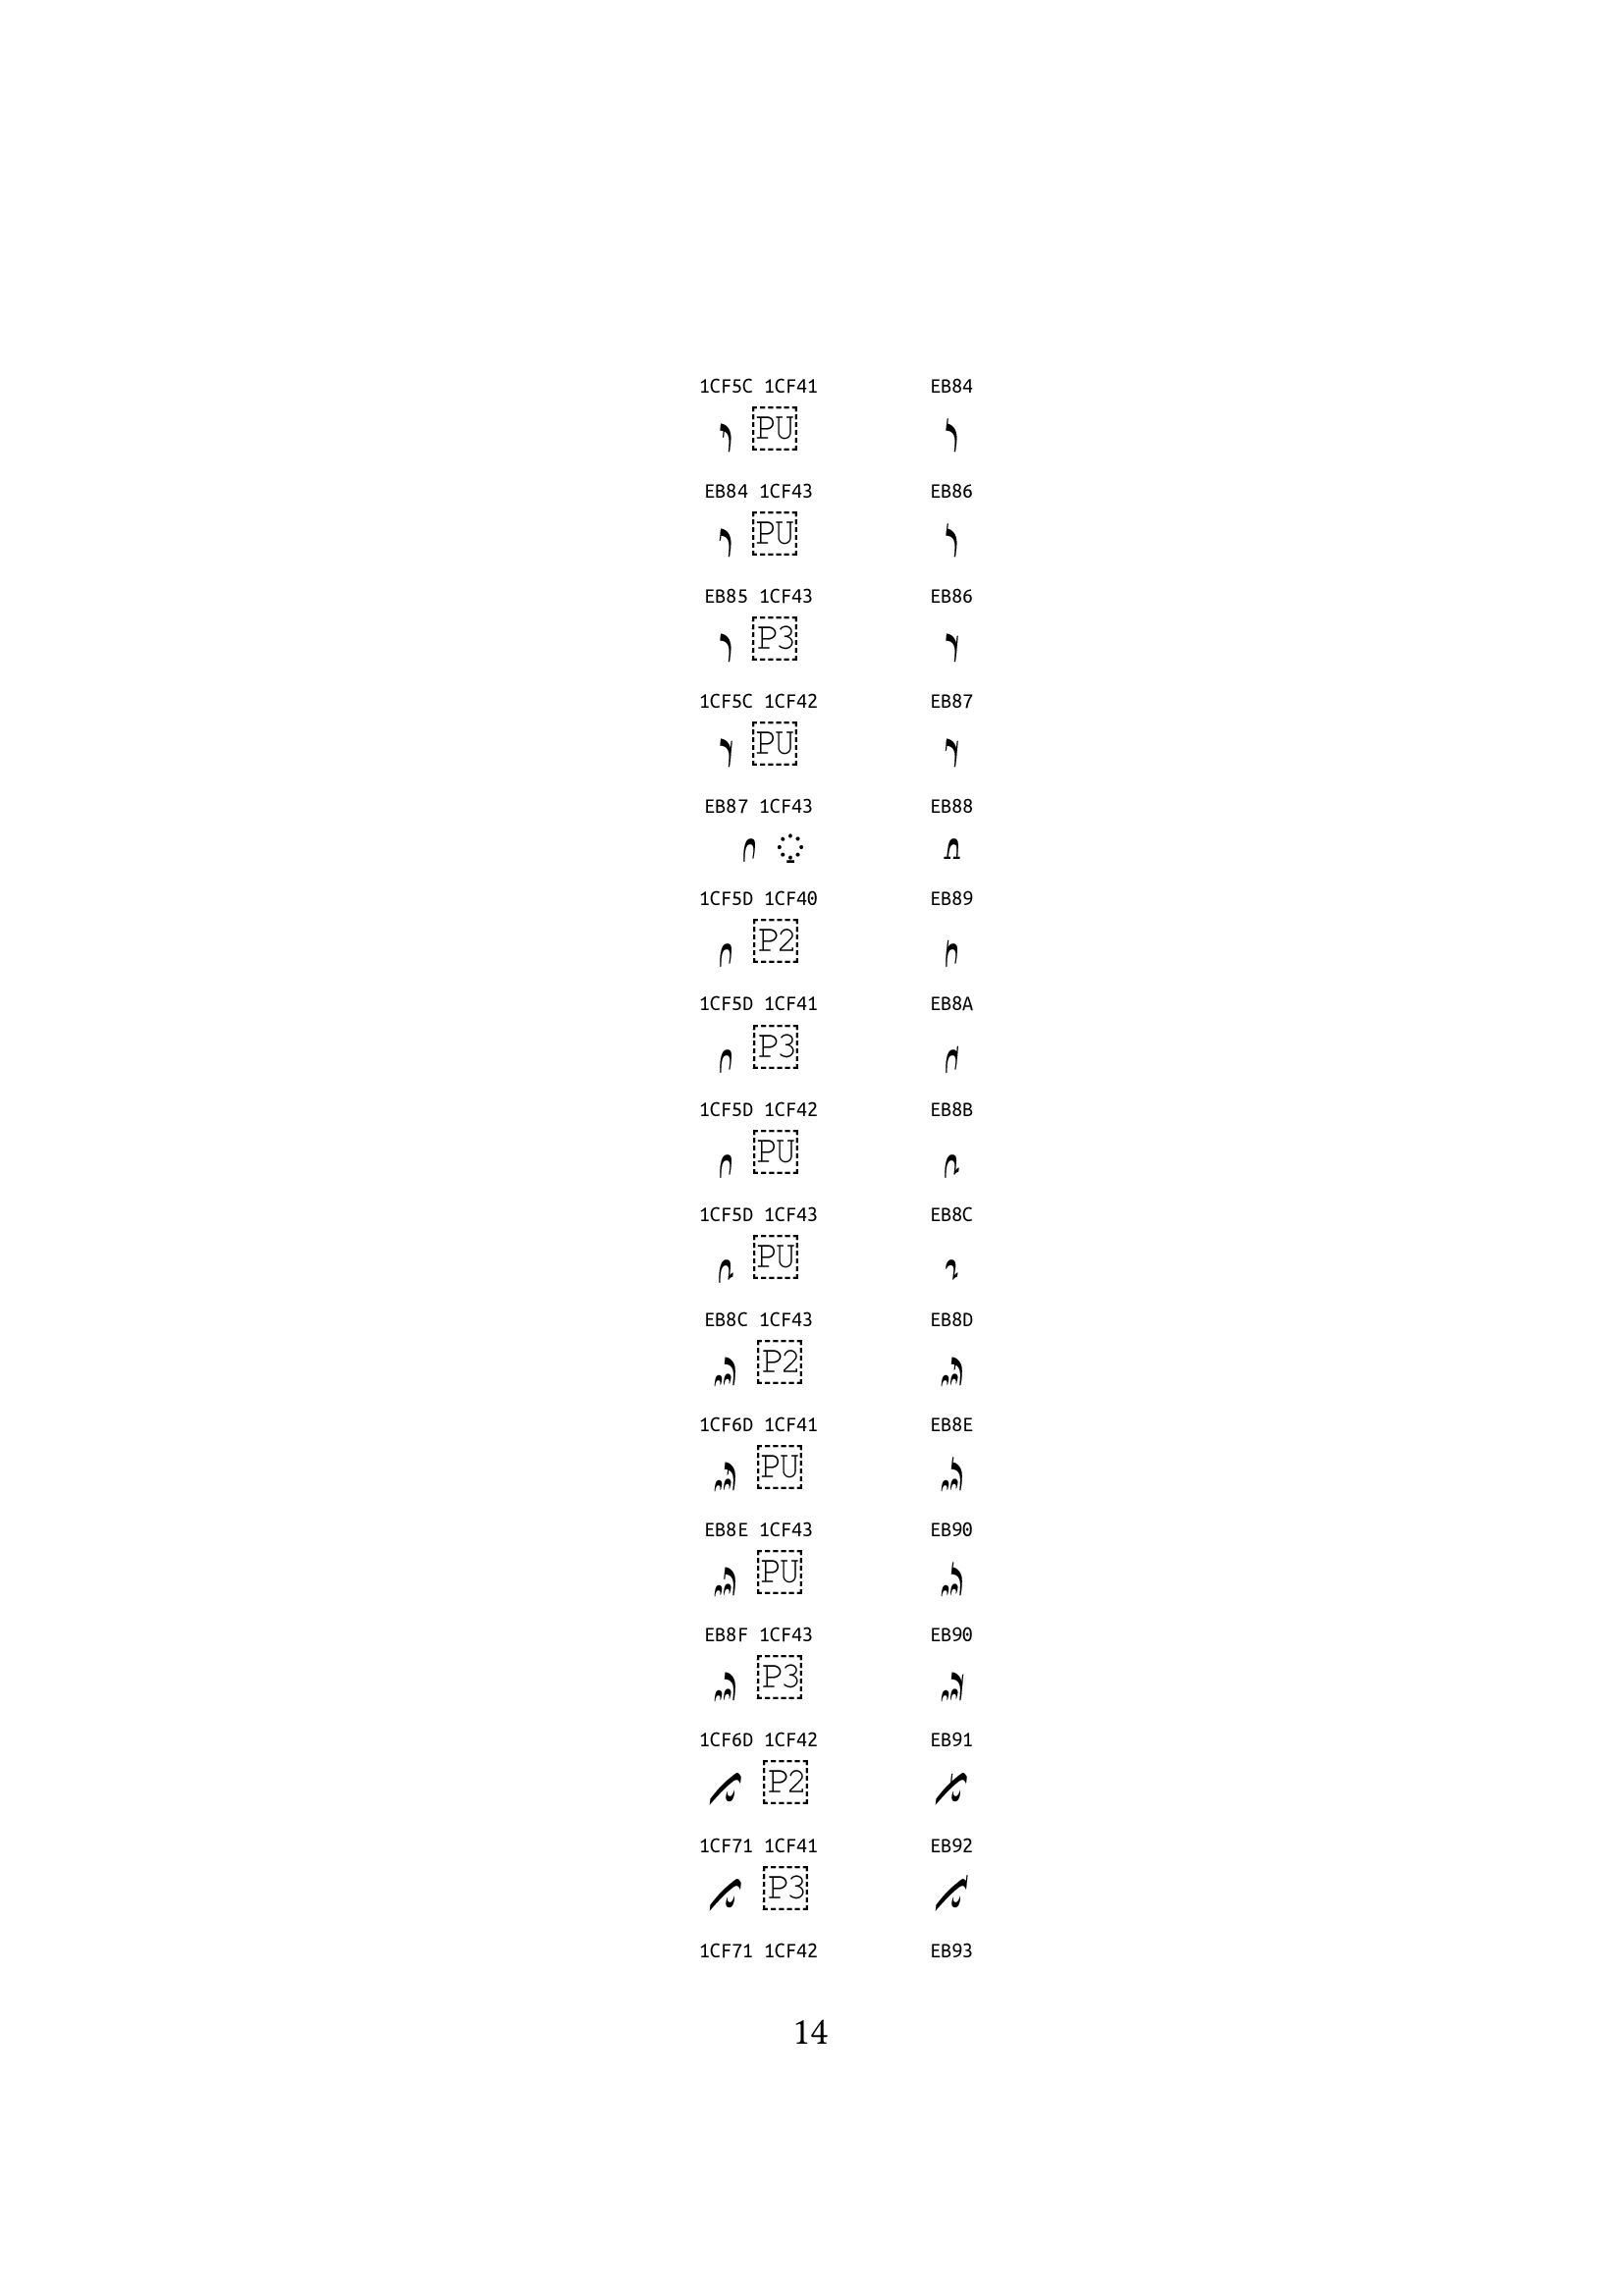 1CF5C 1CF41 EB84
PU
EB84 1CF43 EB86
PU
EB85 1CF43 EB86
P3
1CF5C 1CF42 EB87
PU
EB87 1CF43 EB88
1CF5D 1CF40 EB89
P2
1CF5D 1CF41 EB8A
P3
1CF5D 1CF42 EB8B
PU
1CF5D 1CF43 EB8C
PU
EB8C 1CF43 EB8D
P2
1CF6D 1CF41 EB8E
PU
EB8E 1CF43 EB90
PU
EB8F 1CF43 EB90
P3
1CF6D 1CF42 EB91
P2
1CF71 1CF41 EB92
P3
1CF71 1CF42 EB93
14